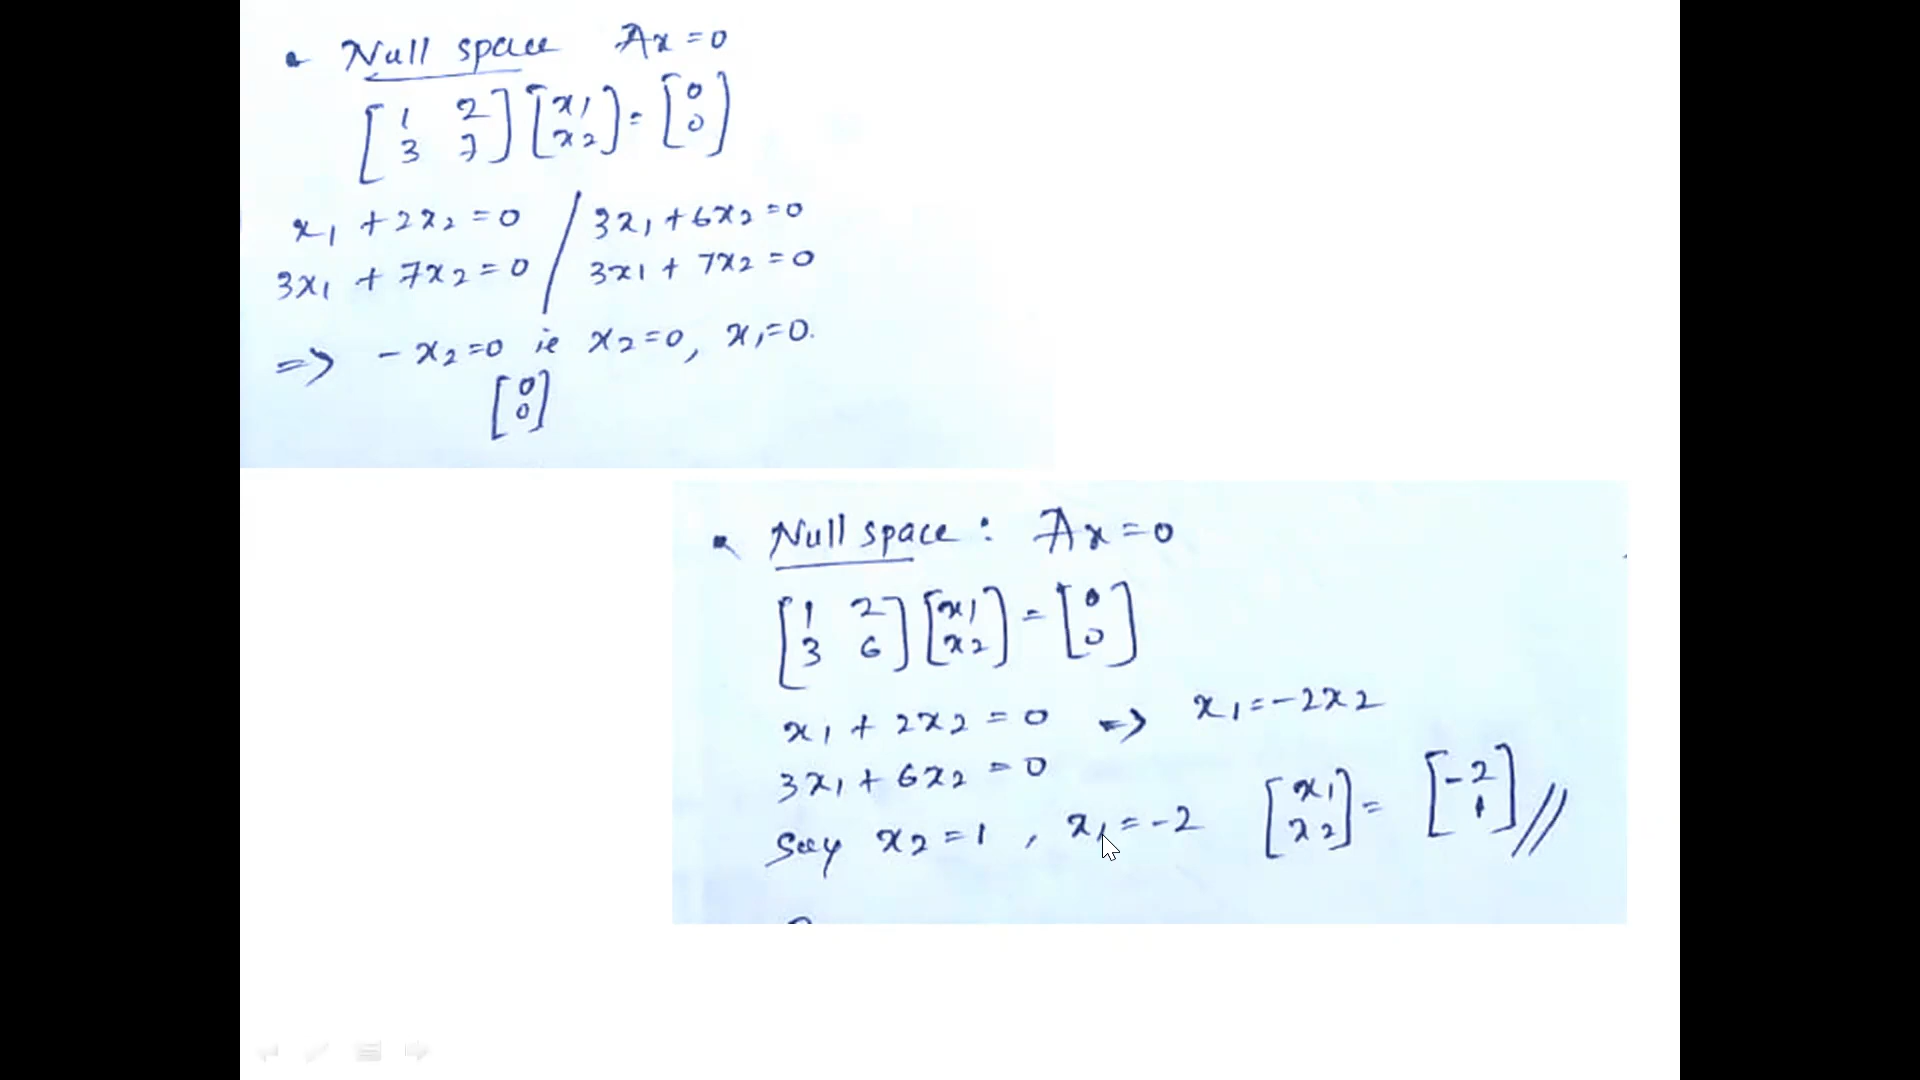 • Null space Ax = 0
[1 2; 3 7] [x1; x2] = [0; 0]
x1 + 2x2 = 0 / 3x1 + 6x2 = 0
3x1 + 7x2 = 0 / 3x1 + 7x2 = 0
=> - x2 = 0 ie x2 = 0, x1 = 0.
[0; 0]
• Null space : Ax = 0
[1 2; 3 6] [x1; x2] = [0; 0]
x1 + 2x2 = 0 => x1 = -2x2
3x1 + 6x2 = 0
Say x2 = 1 , x1 = -2 [x1; x2] = [-2; 1] //